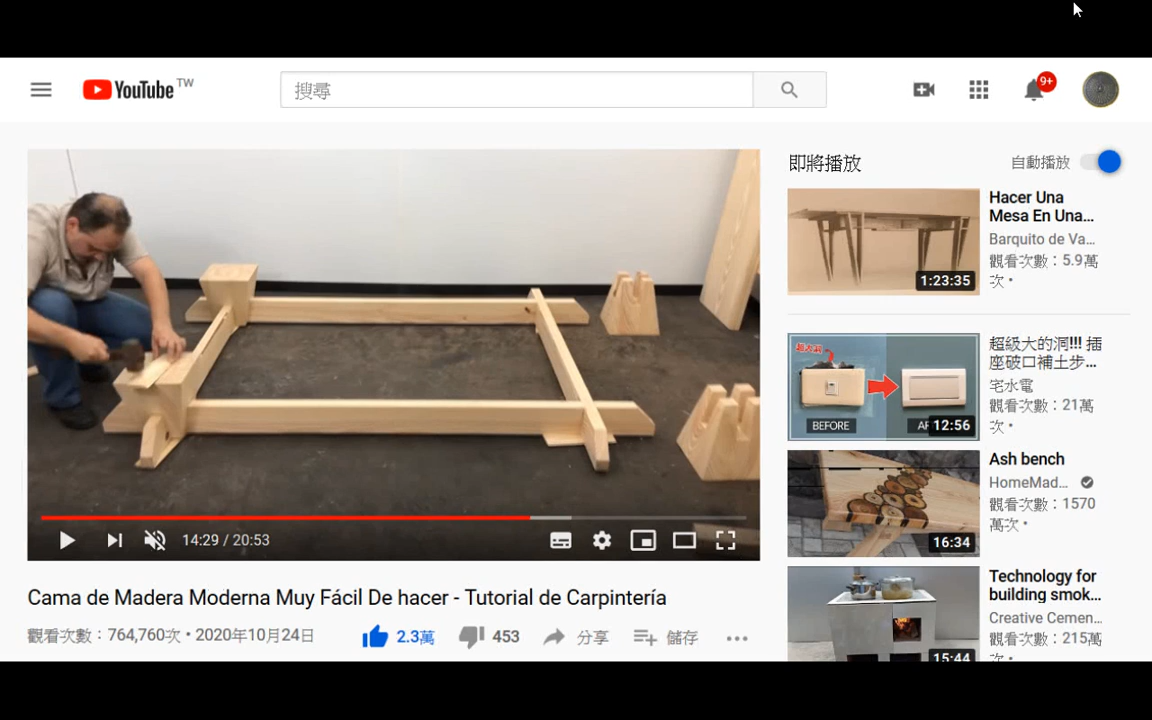 YouTube TW
搜尋
9+
即將播放
自動播放
Hacer Una
Mesa En Una...
Barquito de Va...
觀看次數：5.9萬
次 •
1:23:35
超級大的洞!!! 插
座破口補土步...
宅水電
觀看次數：21萬
次 •
超大洞
BEFORE
12:56
Ash bench
HomeMad...
觀看次數：1570
萬次 •
16:34
Technology for
building smok...
Creative Cemen...
觀看次數：215萬
次 •
15:44
14:29 / 20:53
Cama de Madera Moderna Muy Fácil De hacer - Tutorial de Carpintería
觀看次數：764,760次 • 2020年10月24日
2.3萬
453
分享
儲存